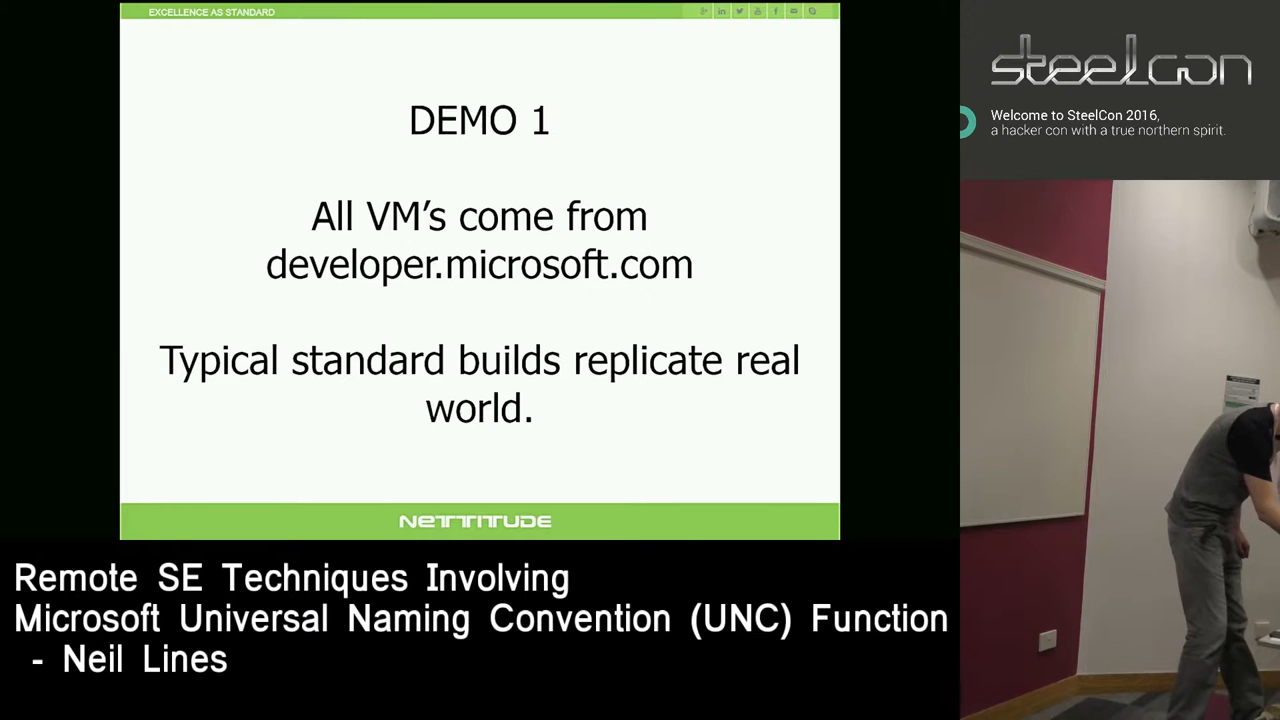 EXCELLENCE AS STANDARD
DEMO 1
All VM's come from
developer.microsoft.com
Typical standard builds replicate real
world.
NETTITUDE
steelcon
Welcome to SteelCon 2016,
a hacker con with a true northern spirit.
Remote SE Techniques Involving
Microsoft Universal Naming Convention (UNC) Function
- Neil Lines